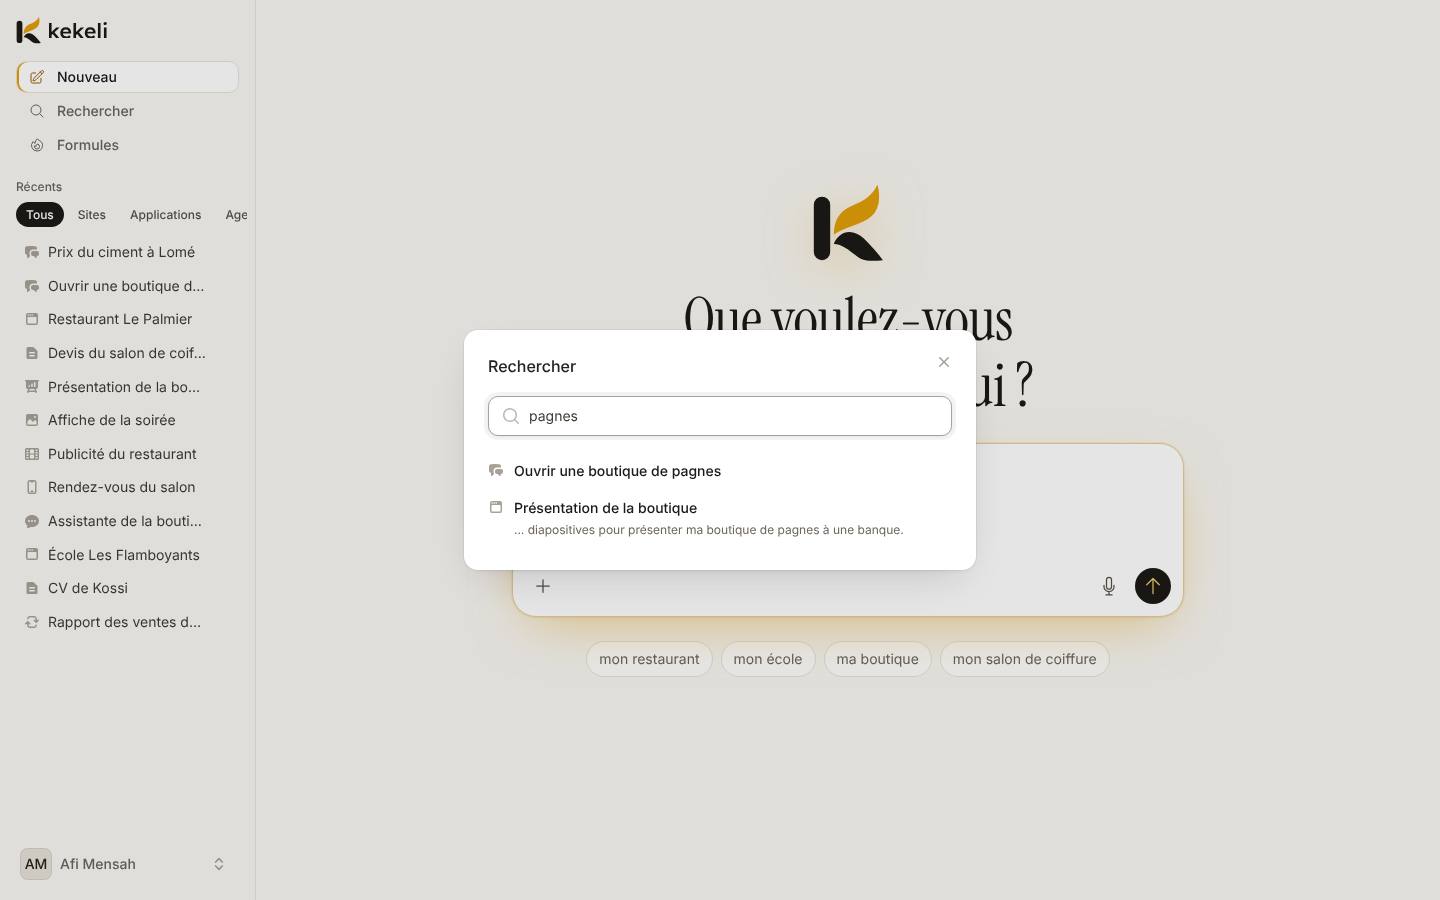 kekeli
Nouveau
Rechercher
Formules
Récents
Tous Sites Applications Age
Prix du ciment à Lomé
Ouvrir une boutique d...
Restaurant Le Palmier
Devis du salon de coif...
Présentation de la bo...
Affiche de la soirée
Publicité du restaurant
Rendez-vous du salon
Assistante de la bouti...
École Les Flamboyants
CV de Kossi
Rapport des ventes d...
AM Afi Mensah
Que voulez-vous
ui ?
Rechercher
pagnes
Ouvrir une boutique de pagnes
Présentation de la boutique
... diapositives pour présenter ma boutique de pagnes à une banque.
mon restaurant mon école ma boutique mon salon de coiffure